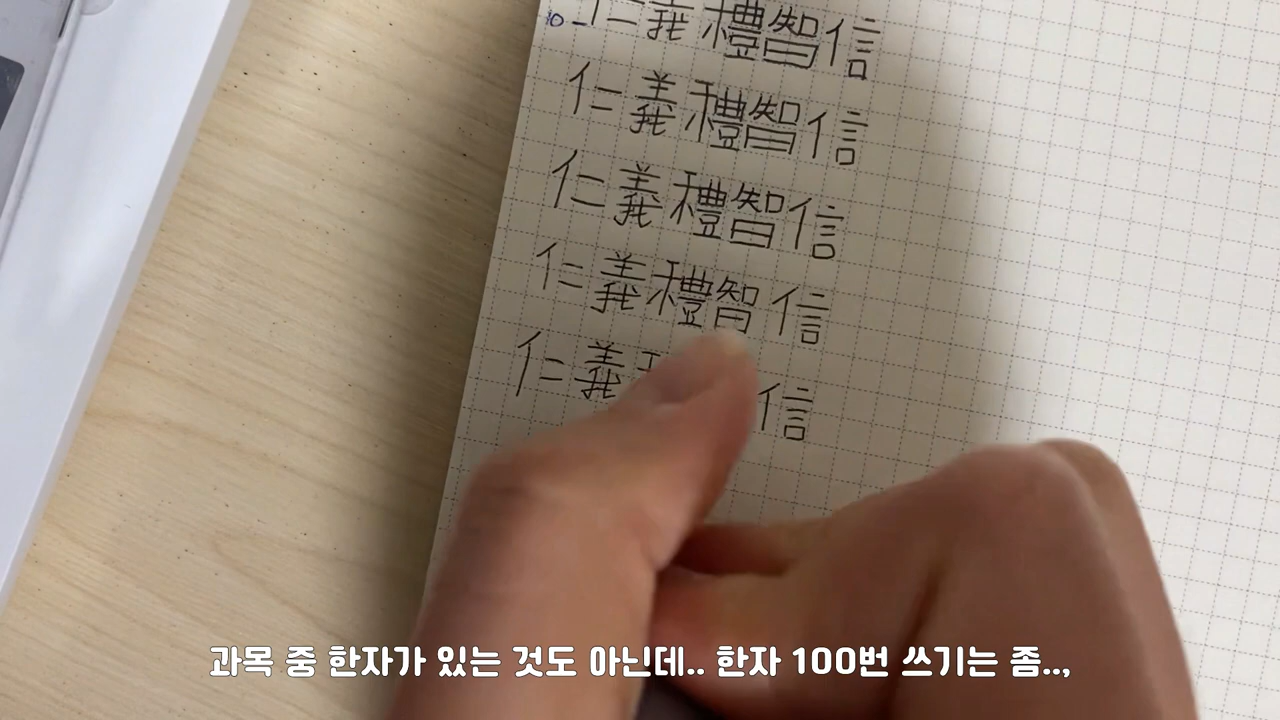 10 - 仁義禮智信
仁義禮智信
仁義禮智信
仁義禮智信
仁義 信
과목 중 한자가 있는 것도 아닌데.. 한자 100번 쓰기는 좀..,